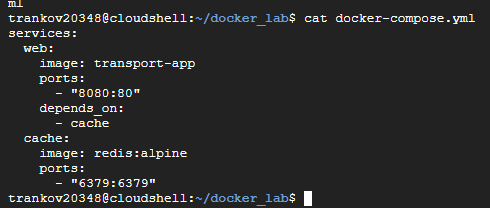 ml
trankov20348@cloudshell:~/docker_lab$ cat docker-compose.yml
services:
  web:
    image: transport-app
    ports:
      - "8080:80"
    depends_on:
      - cache
  cache:
    image: redis:alpine
    ports:
      - "6379:6379"
trankov20348@cloudshell:~/docker_lab$